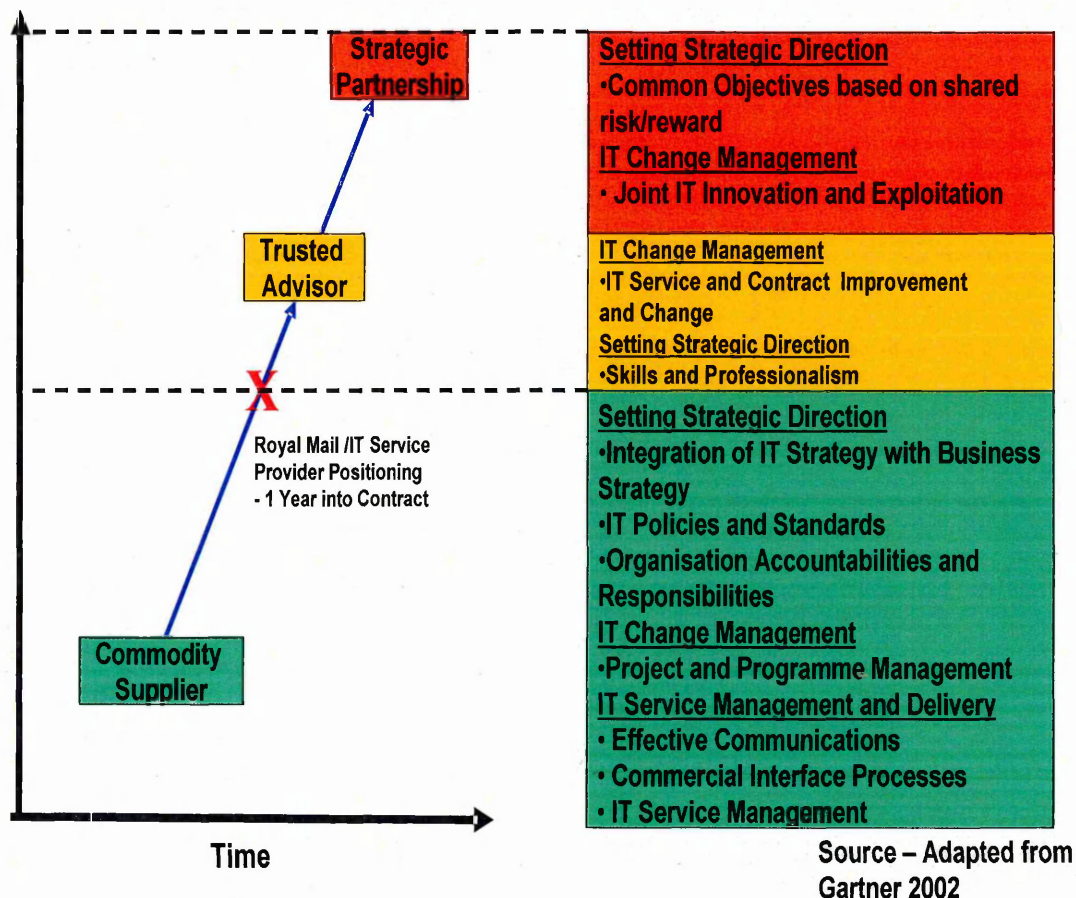 Strategic
Partnership
Trusted
Advisor
X
Royal Mail /IT Service
Provider Positioning
- 1 Year into Contract
Commodity
Supplier
Time
Setting Strategic Direction
•Common Objectives based on shared
risk/reward
IT Change Management
• Joint IT Innovation and Exploitation
IT Change Management
•IT Service and Contract Improvement
and Change
Setting Strategic Direction
•Skills and Professionalism
Setting Strategic Direction
•Integration of IT Strategy with Business
Strategy
•IT Policies and Standards
•Organisation Accountabilities and
Responsibilities
IT Change Management
•Project and Programme Management
IT Service Management and Delivery
• Effective Communications
• Commercial Interface Processes
• IT Service Management
Source – Adapted from
Gartner 2002